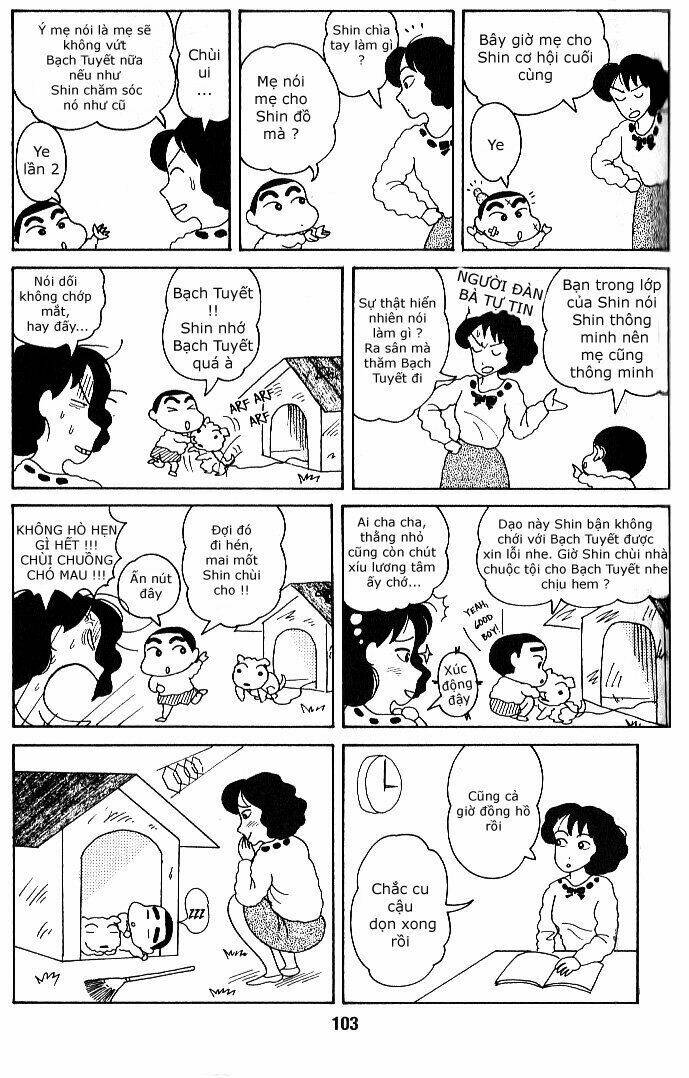 Bây giờ mẹ cho
Shin cơ hội cuối
cùng
Ye
Shin chìa
tay làm gì
?
Mẹ nói
mẹ cho
Shin đồ
mà ?
Chùi
ui
...
Ý mẹ nói là mẹ sẽ
không vứt
Bạch Tuyết nữa
nếu như
Shin chăm sóc
nó như cũ
Ye
lần 2
Bạn trong lớp
của Shin nói
Shin thông
minh nên
mẹ cũng
thông minh
NGƯỜI ĐÀN
BÀ TỰ TIN
Sự thật hiển
nhiên nói
làm gì ?
Ra sân mà
thăm Bạch
Tuyết đi
Bạch Tuyết
!!
Shin nhớ
Bạch Tuyết
quá à
ARF ARF
ARF
Nói dối
không chớp
mắt,
hay đấy...
Dạo này Shin bận không
chới với Bạch Tuyết được
xin lỗi nhe. Giờ Shin chùi nhà
chuộc tội cho Bạch Tuyết nhe
chịu hem ?
YEAH,
GOOD
BOY!
Ai cha cha,
thằng nhỏ
cũng còn chút
xíu lương tâm
ấy chớ...
Xúc
động
đậy
Đợi đó
đi hén,
mai mốt
Shin chùi
cho !!
Ấn nút
đây
KHÔNG HÒ HẸN
GÌ HẾT !!!
CHÙI CHUỒNG
CHÓ MAU !!!
Cũng cả
giờ đồng hồ
rồi
Chắc cu
cậu
dọn xong
rồi
ZZZ
103